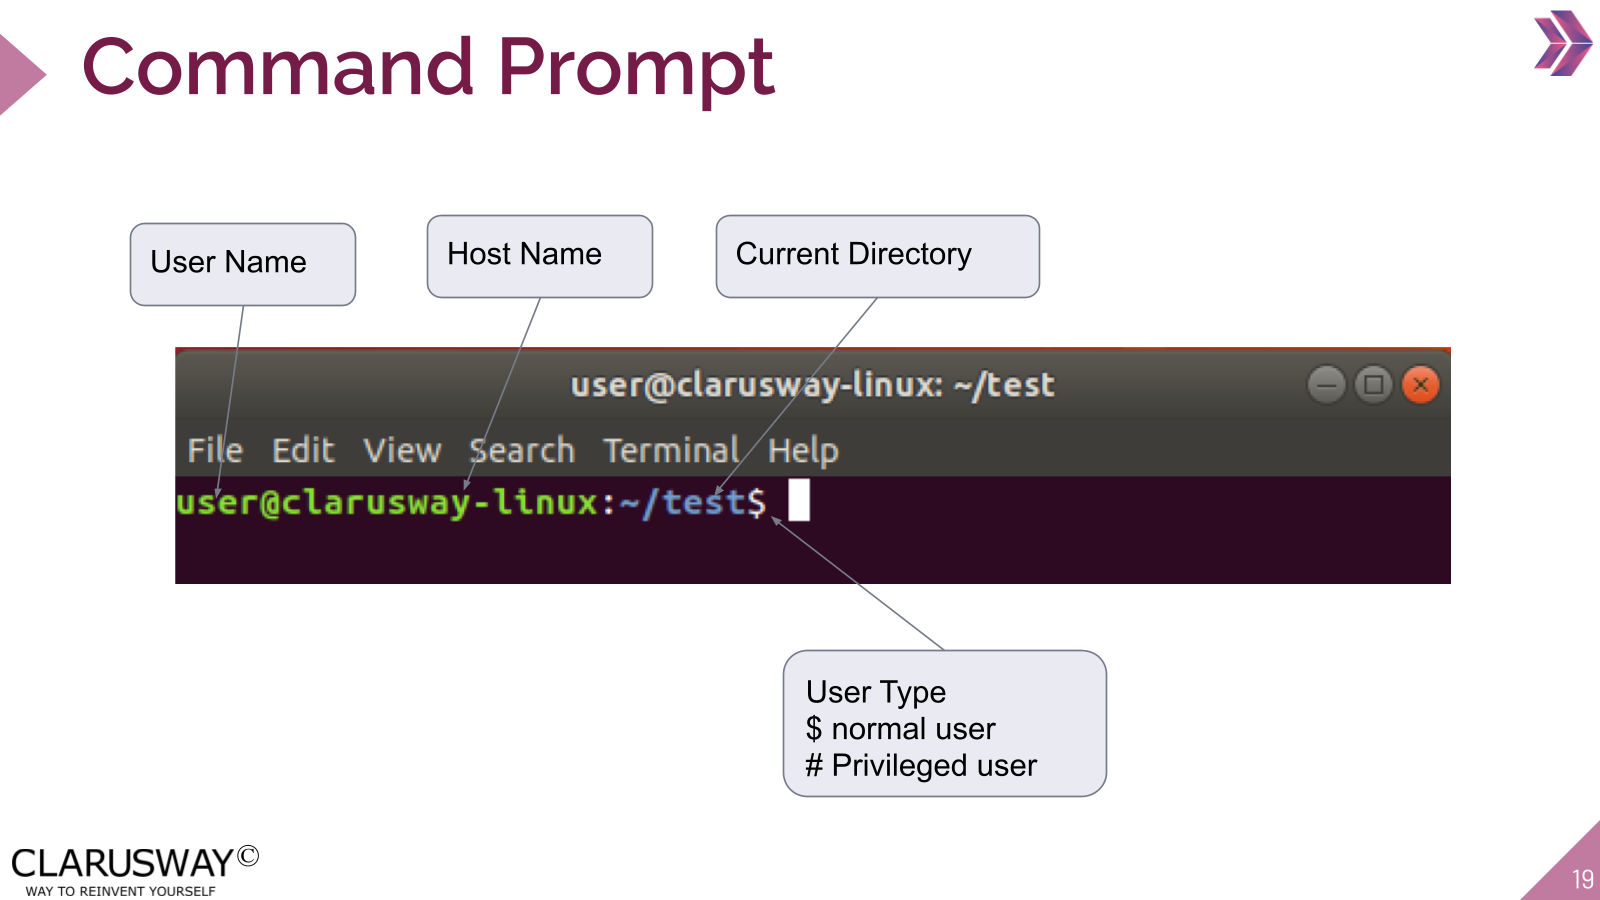 Command Prompt
User Name
Host Name
Current Directory
user@clarusway-linux: ~/test
File Edit View Search Terminal Help
user@clarusway-linux:~/test$
User Type
$ normal user
# Privileged user
CLARUSWAY©
WAY TO REINVENT YOURSELF
19